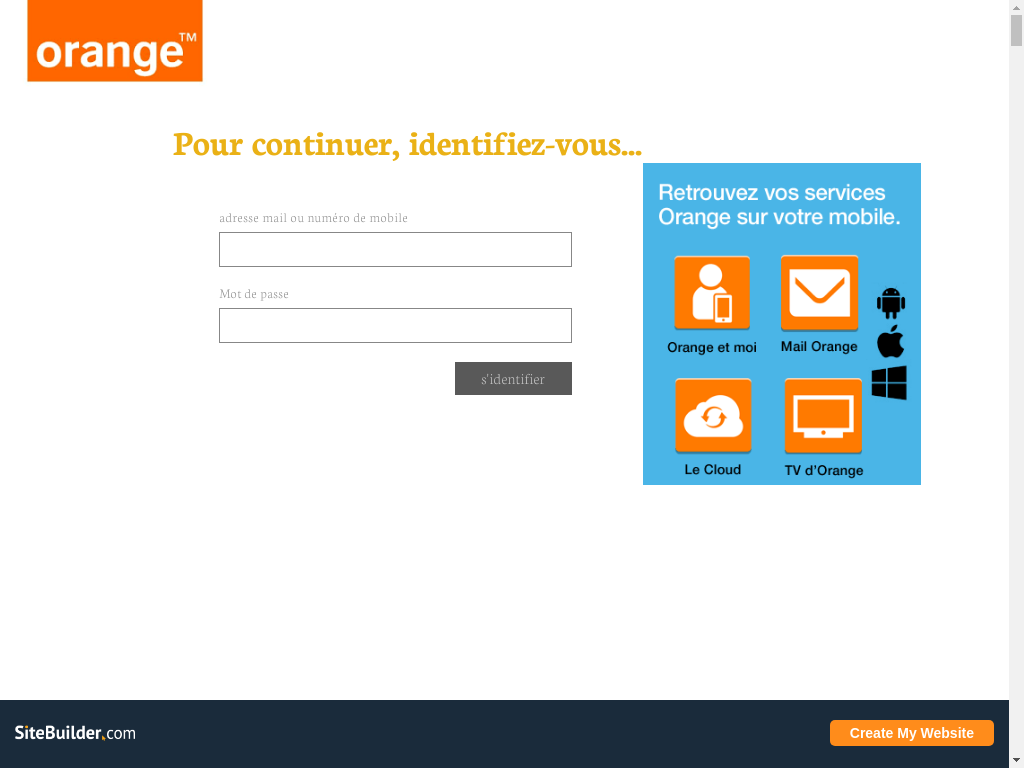 orange™
Pour continuer, identifiez-vous...
adresse mail ou numéro de mobile
Mot de passe
s'identifier
Retrouvez vos services
Orange sur votre mobile.
Orange et moi
Mail Orange
Le Cloud
TV d'Orange
SiteBuilder.com
Create My Website